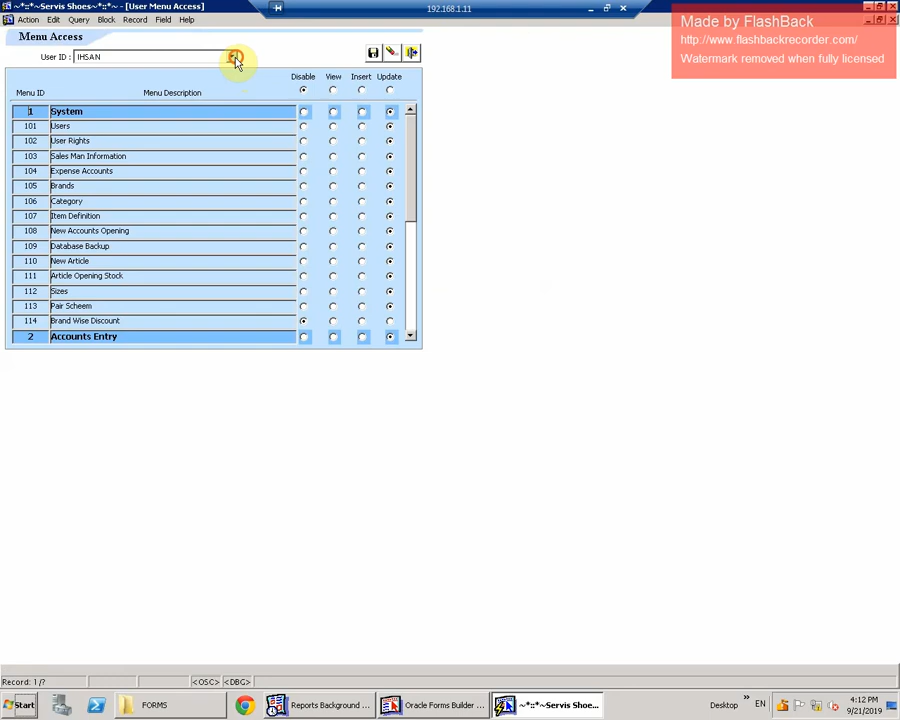 ~*::*~Servis Shoes~*::*~ - [User Menu Access]
192.168.1.11
Action Edit Query Block Record Field Help
Made by FlashBack
http://www.flashbackrecorder.com/
Watermark removed when fully licensed
Menu Access
User ID : IHSAN
Disable View Insert Update
Menu ID Menu Description
1 System
101 Users
102 User Rights
103 Sales Man Information
104 Expense Accounts
105 Brands
106 Category
107 Item Definition
108 New Accounts Opening
109 Database Backup
110 New Article
111 Article Opening Stock
112 Sizes
113 Pair Scheem
114 Brand Wise Discount
2 Accounts Entry
Record: 1/? <OSC> <DBG>
Start FORMS Reports Background ... Oracle Forms Builder ... ~*::*~Servis Shoes... Desktop » EN 4:12 PM
9/21/2019